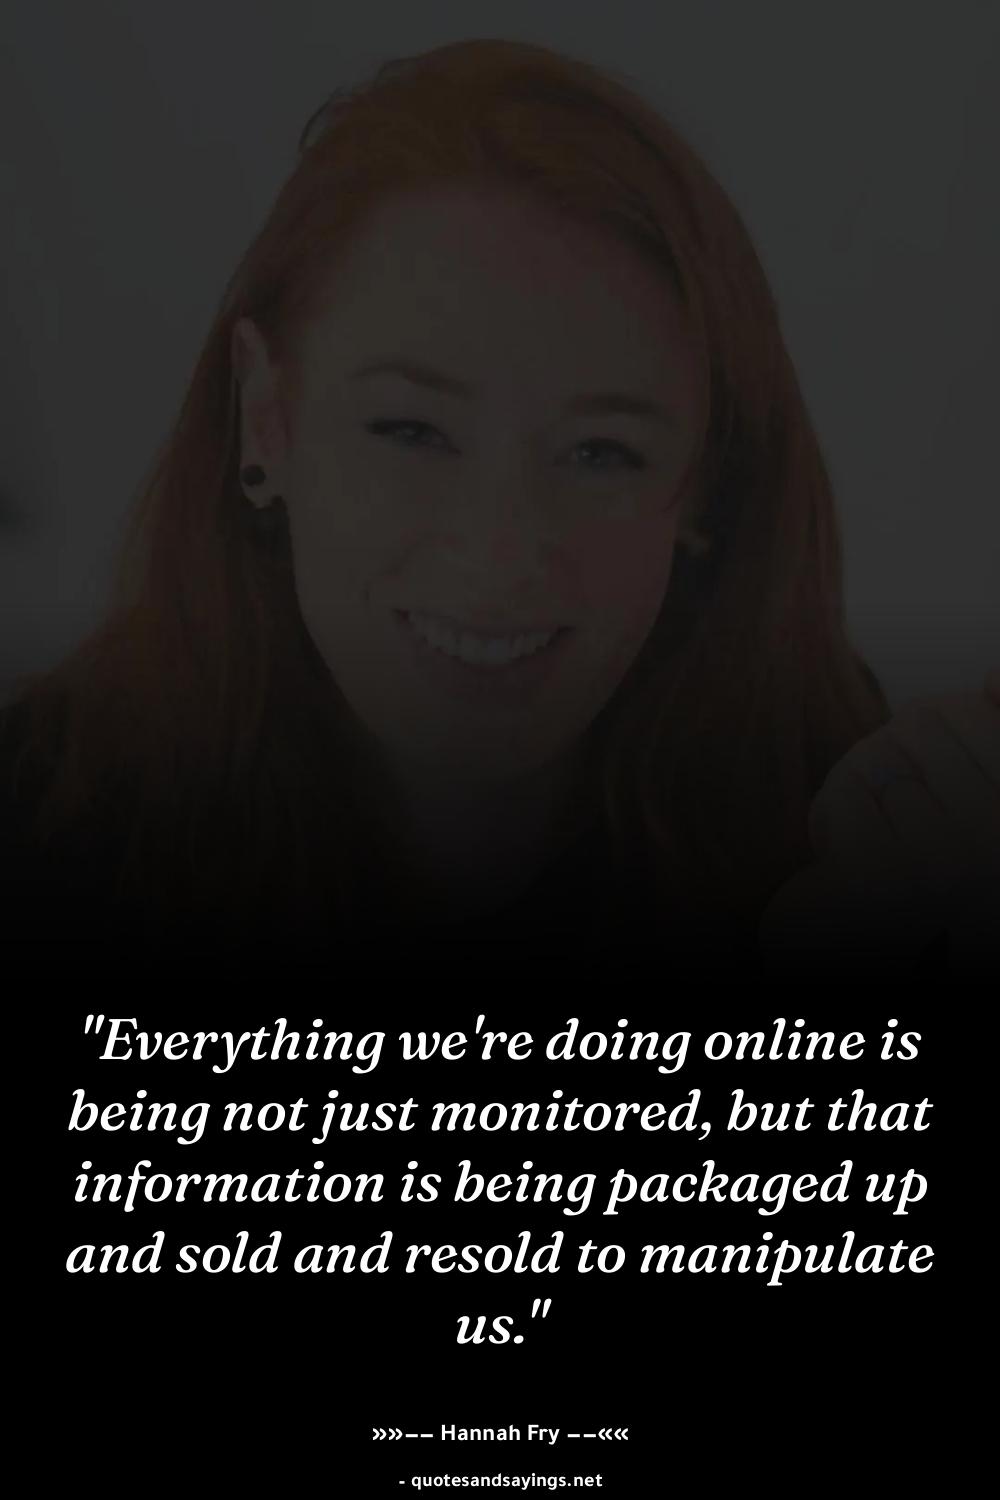 "Everything we're doing online is
being not just monitored, but that
information is being packaged up
and sold and resold to manipulate
us."
»»−− Hannah Fry −−««
- quotesandsayings.net